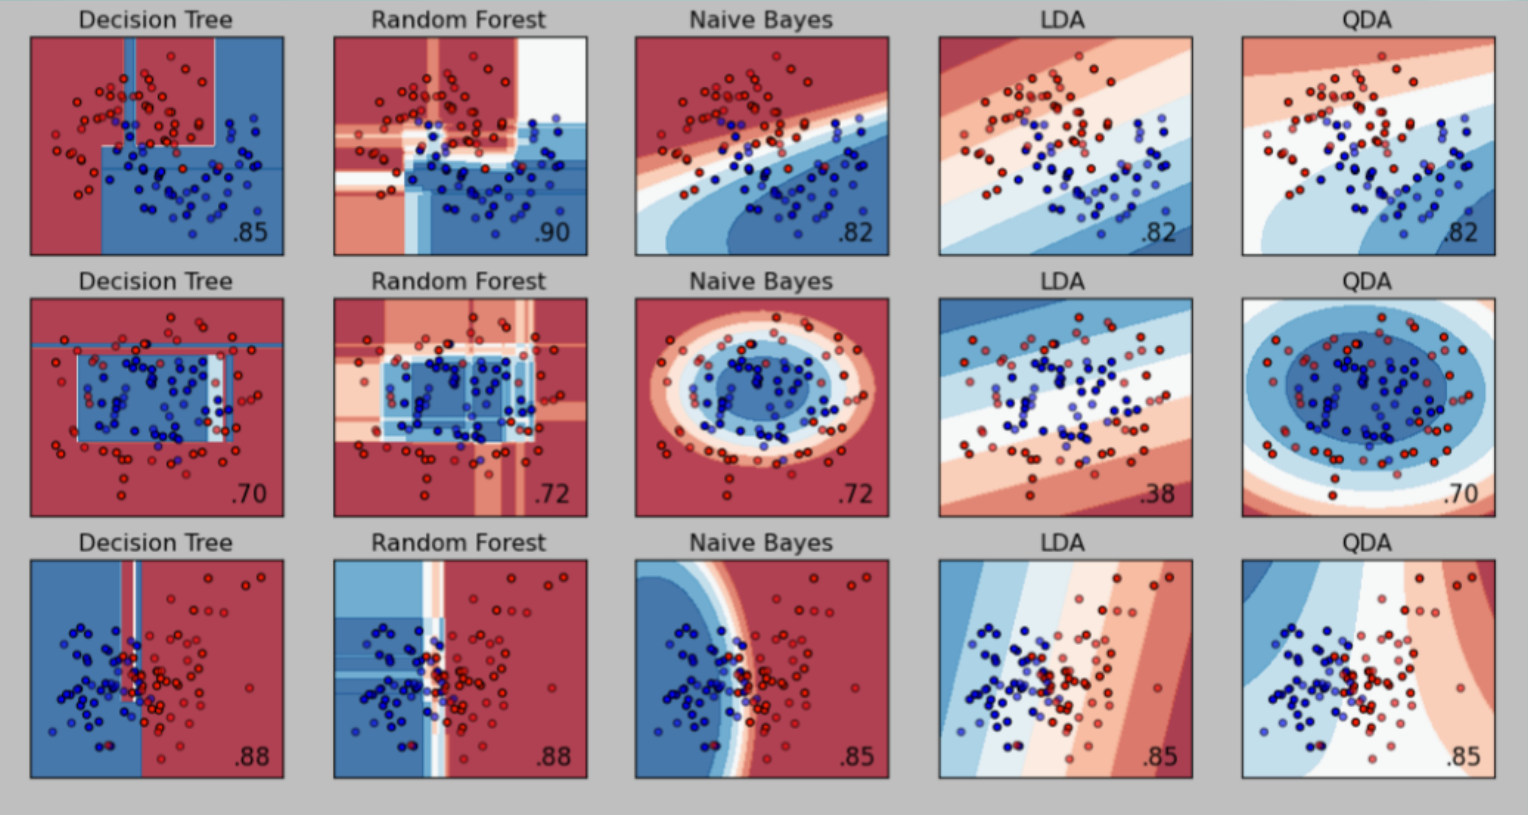 Decision Tree Random Forest Naive Bayes LDA QDA
.85 .90 .82 .82 .82
Decision Tree Random Forest Naive Bayes LDA QDA
.70 .72 .72 .38 .70
Decision Tree Random Forest Naive Bayes LDA QDA
.88 .88 .85 .85 .85